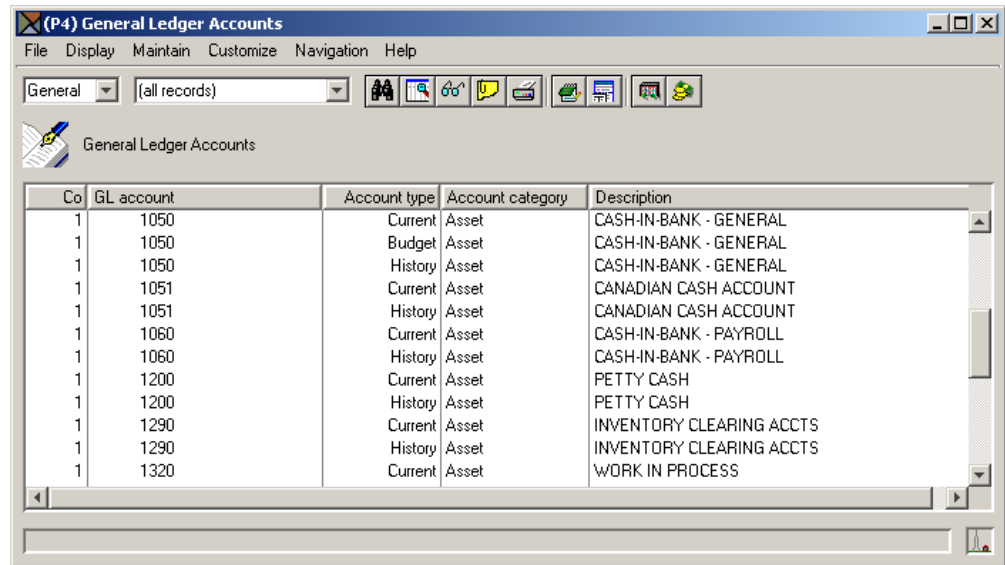 (P4) General Ledger Accounts
File Display Maintain Customize Navigation Help
General (all records)
General Ledger Accounts
Co GL account Account type Account category Description
1 1050 Current Asset CASH-IN-BANK - GENERAL
1 1050 Budget Asset CASH-IN-BANK - GENERAL
1 1050 History Asset CASH-IN-BANK - GENERAL
1 1051 Current Asset CANADIAN CASH ACCOUNT
1 1051 History Asset CANADIAN CASH ACCOUNT
1 1060 Current Asset CASH-IN-BANK - PAYROLL
1 1060 History Asset CASH-IN-BANK - PAYROLL
1 1200 Current Asset PETTY CASH
1 1200 History Asset PETTY CASH
1 1290 Current Asset INVENTORY CLEARING ACCTS
1 1290 History Asset INVENTORY CLEARING ACCTS
1 1320 Current Asset WORK IN PROCESS